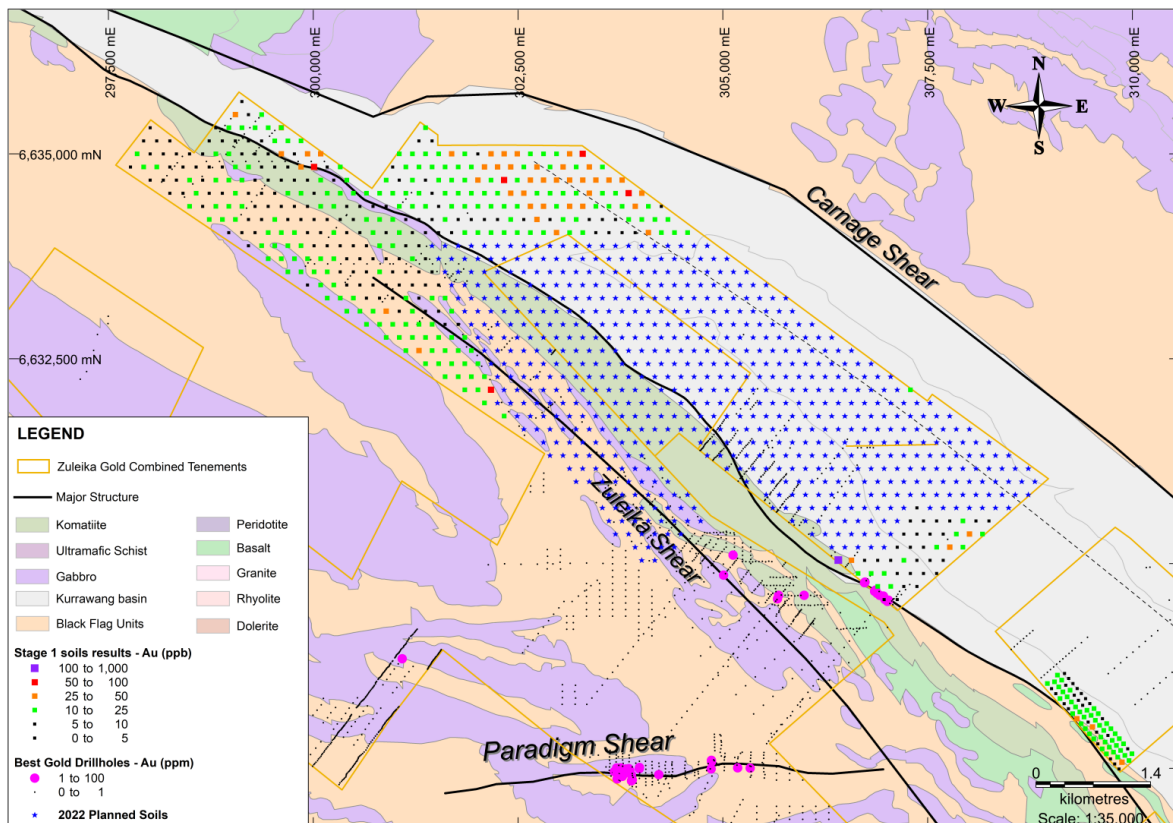 297,500 mE
300,000 mE
302,500 mE
305,000 mE
307,500 mE
310,000 mE
N
W E
S
6,635,000 mN
6,632,500 mN
Carnage Shear
Zuleika Shear
Paradigm Shear
LEGEND
Zuleika Gold Combined Tenements
Major Structure
Komatiite
Peridotite
Ultramafic Schist
Basalt
Gabbro
Granite
Kurrawang basin
Rhyolite
Black Flag Units
Dolerite
Stage 1 soils results - Au (ppb)
100 to 1,000
50 to 100
25 to 50
10 to 25
5 to 10
0 to 5
Best Gold Drillholes - Au (ppm)
1 to 100
0 to 1
2022 Planned Soils
0 1.4
kilometres
Scale: 1:35,000